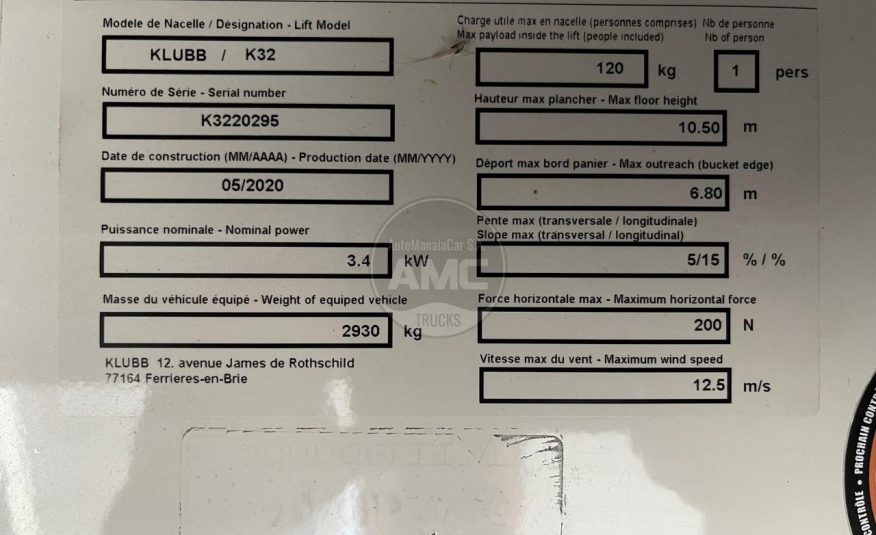 Modele de Nacelle / Désignation - Lift Model
KLUBB / K32
Numéro de Série - Serial number
K3220295
Date de construction (MM/AAAA) - Production date (MM/YYYY)
05/2020
Puissance nominale - Nominal power
3.4 kW
Masse du véhicule équipé - Weight of equiped vehicle
2930 kg
KLUBB 12. avenue James de Rothschild
77164 Ferrieres-en-Brie
Charge utile max en nacelle (personnes comprises)
Max payload inside the lift (people included)
120 kg
Nb de personne
Nb of person
1 pers
Hauteur max plancher - Max floor height
10.50 m
Déport max bord panier - Max outreach (bucket edge)
6.80 m
Pente max (transversale / longitudinale)
Slope max (transversal / longitudinal)
5/15 % / %
Force horizontale max - Maximum horizontal force
200 N
Vitesse max du vent - Maximum wind speed
12.5 m/s
AutoManaiaCar S.L.
AMC
TRUCKS
CONTRÔLE • PROCHAIN